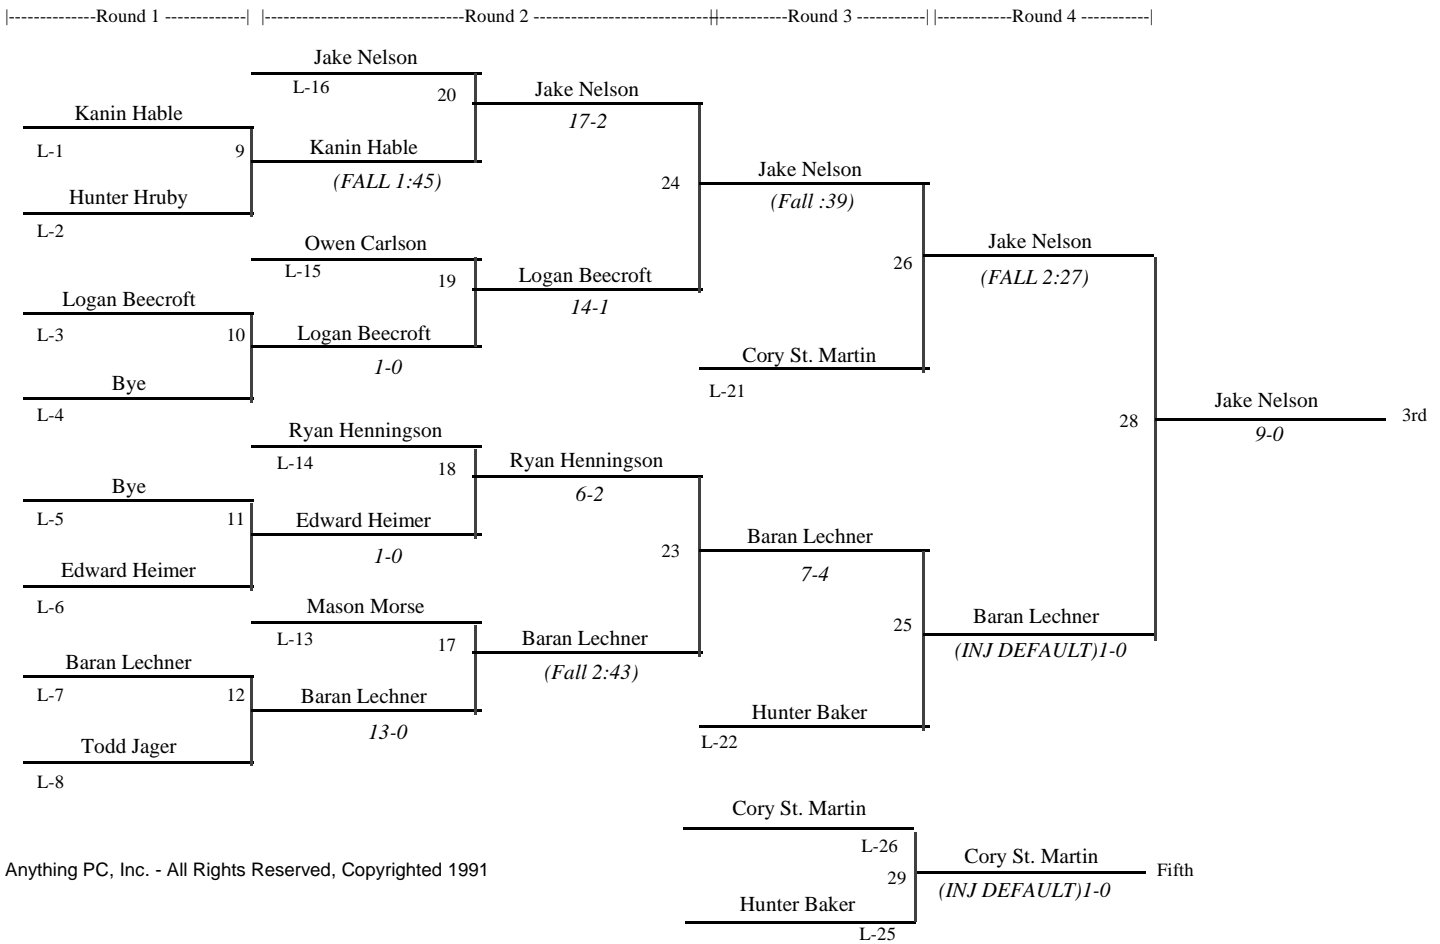 |------------Round 1 -------------| |-----------------------------Round 2 --------------------------||-----------Round 3 -----------| |------------Round 4 -----------|
Jake Nelson
L-16
20
Kanin Hable
L-1
9
Kanin Hable
(FALL 1:45)
Hunter Hruby
L-2
Jake Nelson
17-2
24
Owen Carlson
L-15
19
Logan Beecroft
L-3
10
Logan Beecroft
1-0
Bye
L-4
Logan Beecroft
14-1
Jake Nelson
(Fall :39)
26
Cory St. Martin
L-21
Jake Nelson
(FALL 2:27)
28
Jake Nelson
9-0
3rd
Ryan Henningson
L-14
18
Bye
L-5
11
Edward Heimer
1-0
Edward Heimer
L-6
Ryan Henningson
6-2
23
Mason Morse
L-13
17
Baran Lechner
L-7
12
Baran Lechner
13-0
Todd Jager
L-8
Baran Lechner
(Fall 2:43)
Baran Lechner
7-4
25
Hunter Baker
L-22
Baran Lechner
(INJ DEFAULT)1-0
Cory St. Martin
L-26
29
Hunter Baker
L-25
Cory St. Martin
(INJ DEFAULT)1-0
Fifth
Anything PC, Inc. - All Rights Reserved, Copyrighted 1991